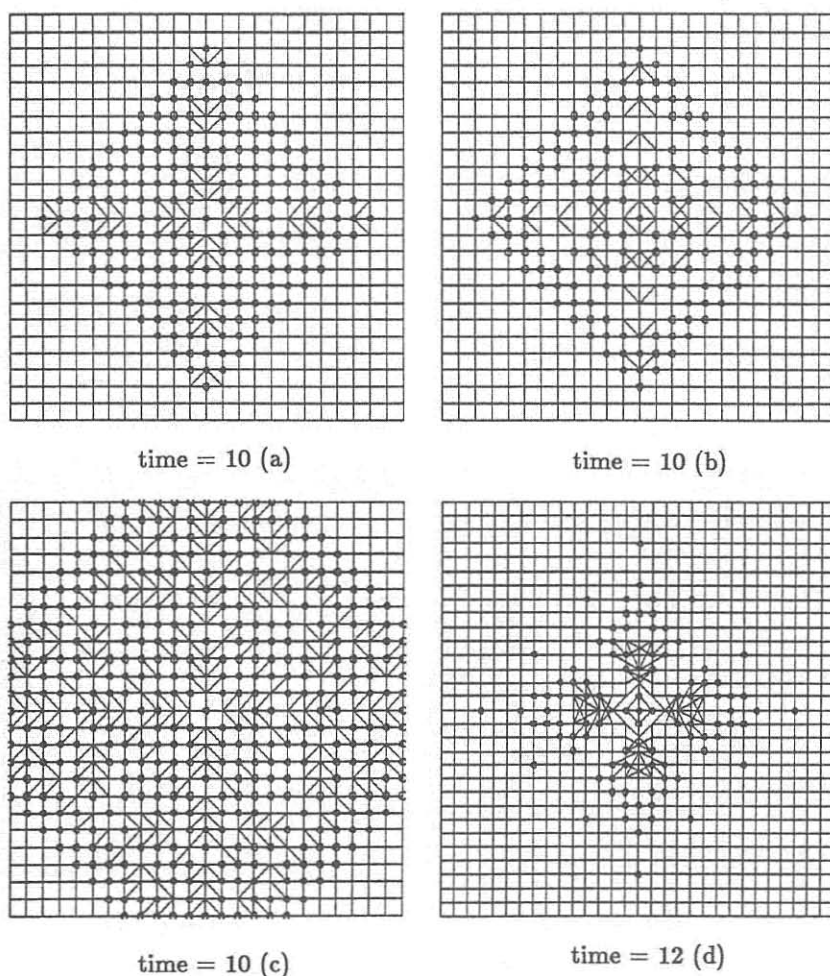 time = 10 (a)
time = 10 (b)
time = 10 (c)
time = 12 (d)